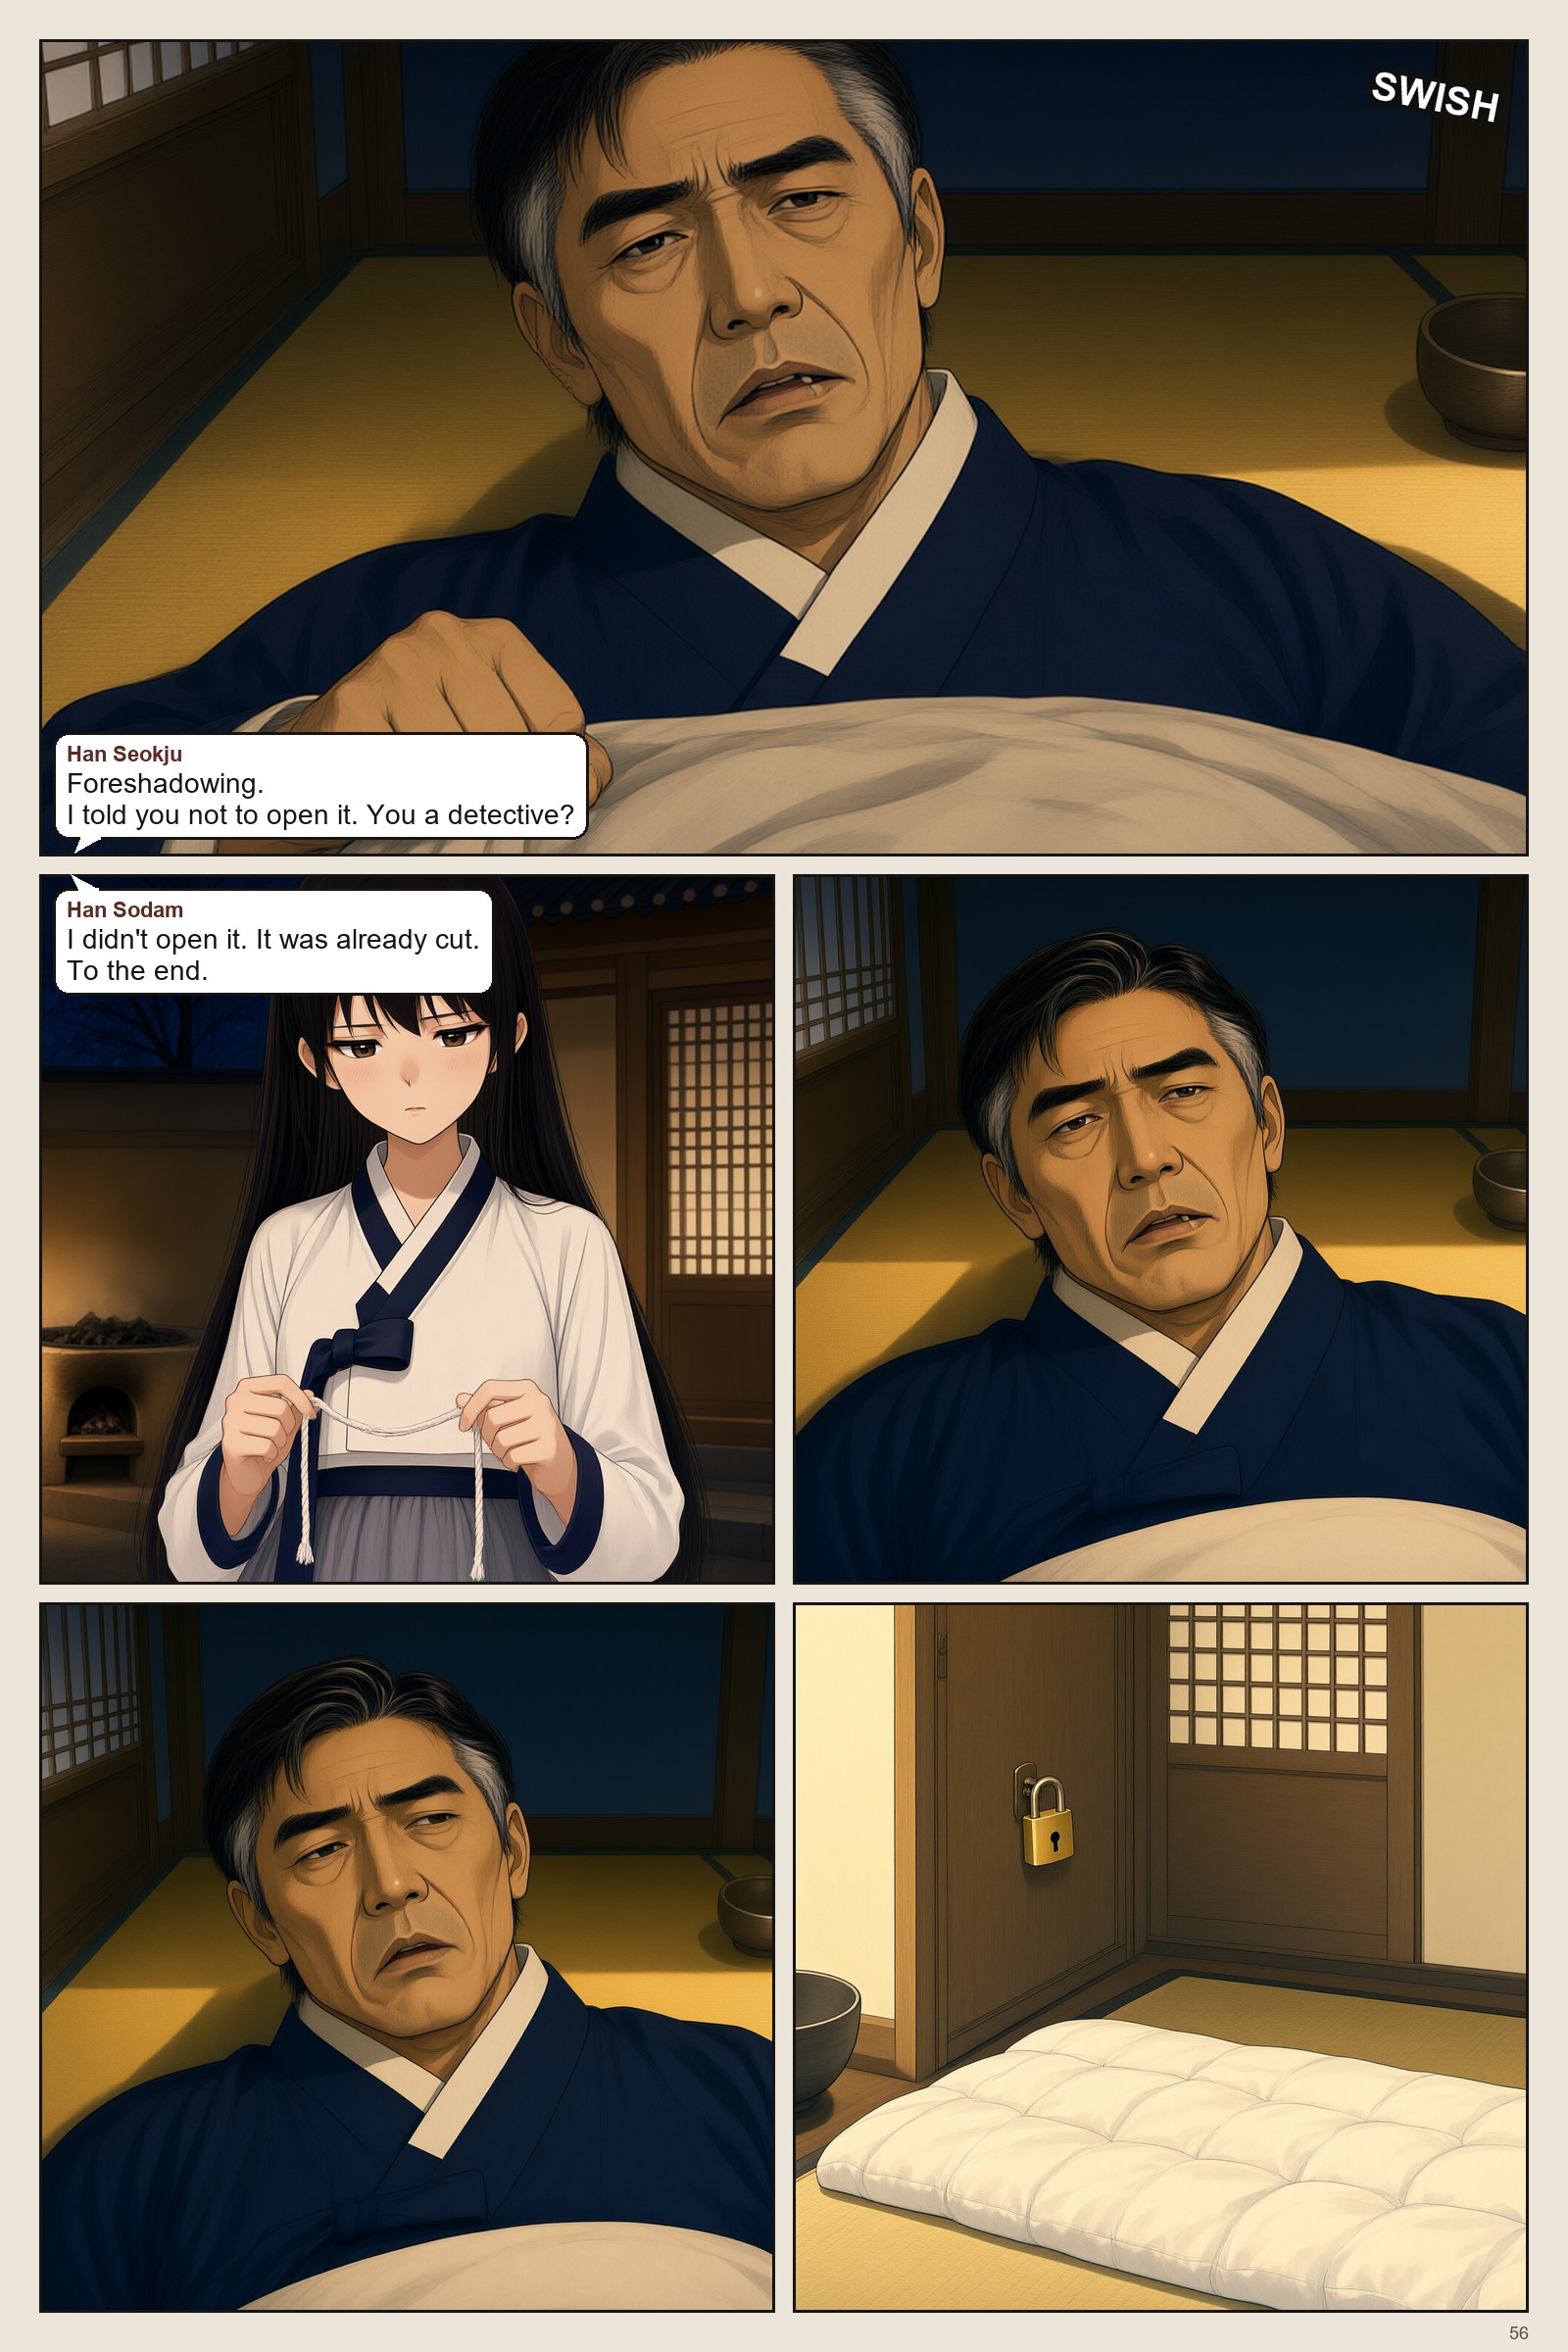 SWISH
Han Seokju
Foreshadowing.
I told you not to open it. You a detective?
Han Sodam
I didn't open it. It was already cut.
To the end.
56